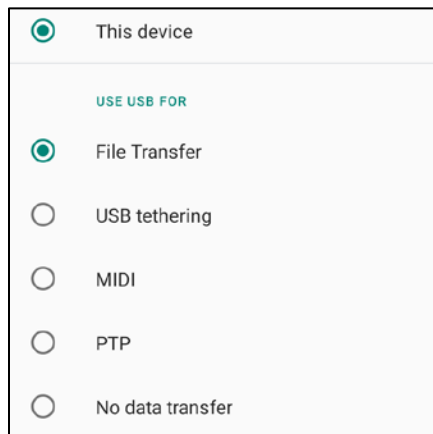 This device
USE USB FOR
File Transfer
USB tethering
MIDI
PTP
No data transfer